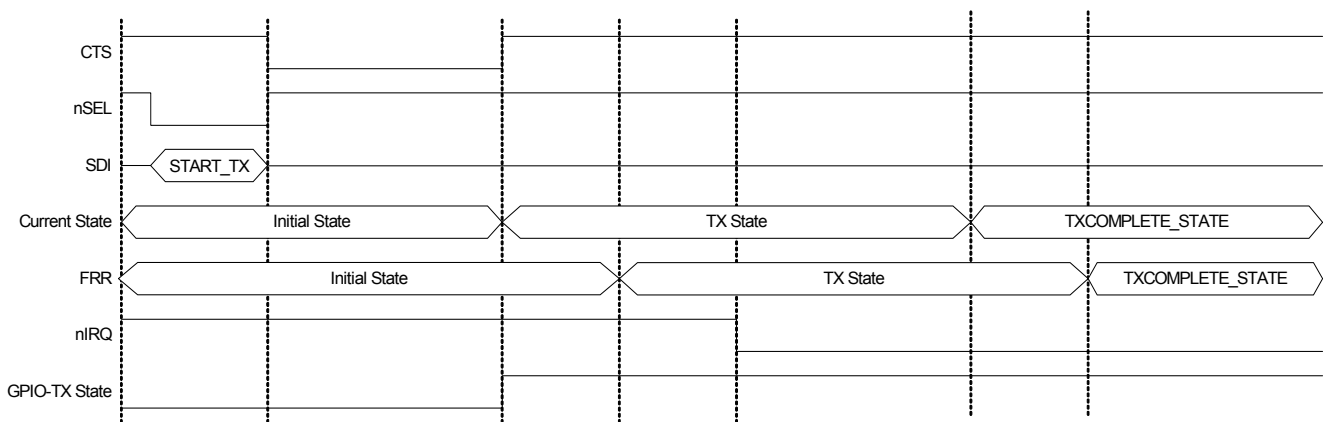 CTS
nSEL
SDI START_TX
Current State Initial State TX State TXCOMPLETE_STATE
FRR Initial State TX State TXCOMPLETE_STATE
nIRQ
GPIO-TX State